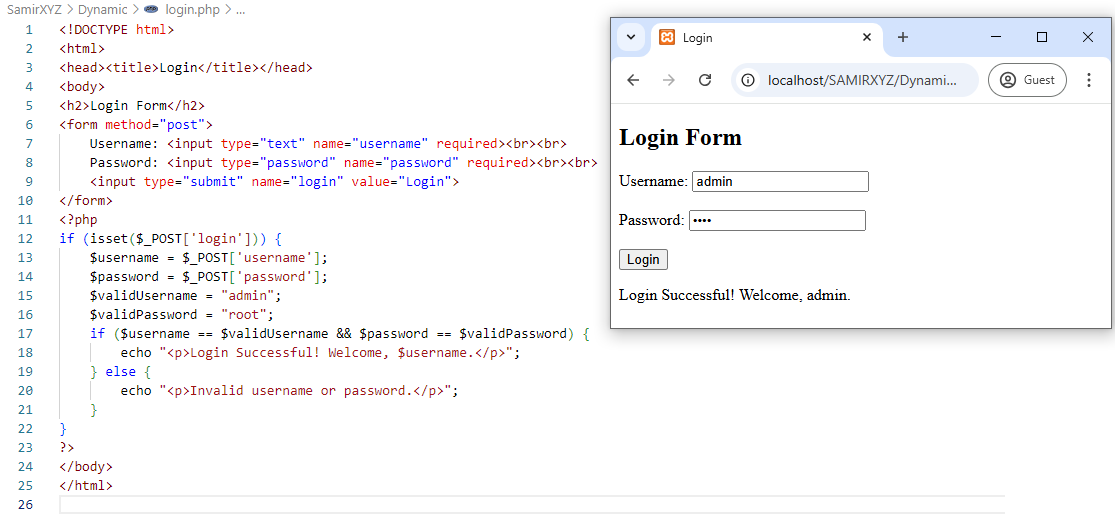 SamirXYZ > Dynamic > login.php > ...
1 <!DOCTYPE html>
2 <html>
3 <head><title>Login</title></head>
4 <body>
5 <h2>Login Form</h2>
6 <form method="post">
7     Username: <input type="text" name="username" required><br><br>
8     Password: <input type="password" name="password" required><br><br>
9     <input type="submit" name="login" value="Login">
10 </form>
11 <?php
12 if (isset($_POST['login'])) {
13     $username = $_POST['username'];
14     $password = $_POST['password'];
15     $validUsername = "admin";
16     $validPassword = "root";
17     if ($username == $validUsername && $password == $validPassword) {
18         echo "<p>Login Successful! Welcome, $username.</p>";
19     } else {
20         echo "<p>Invalid username or password.</p>";
21     }
22 }
23 ?>
24 </body>
25 </html>
26
Login
localhost/SAMIRXYZ/Dynami... Guest
Login Form
Username: admin
Password: ••••
Login
Login Successful! Welcome, admin.